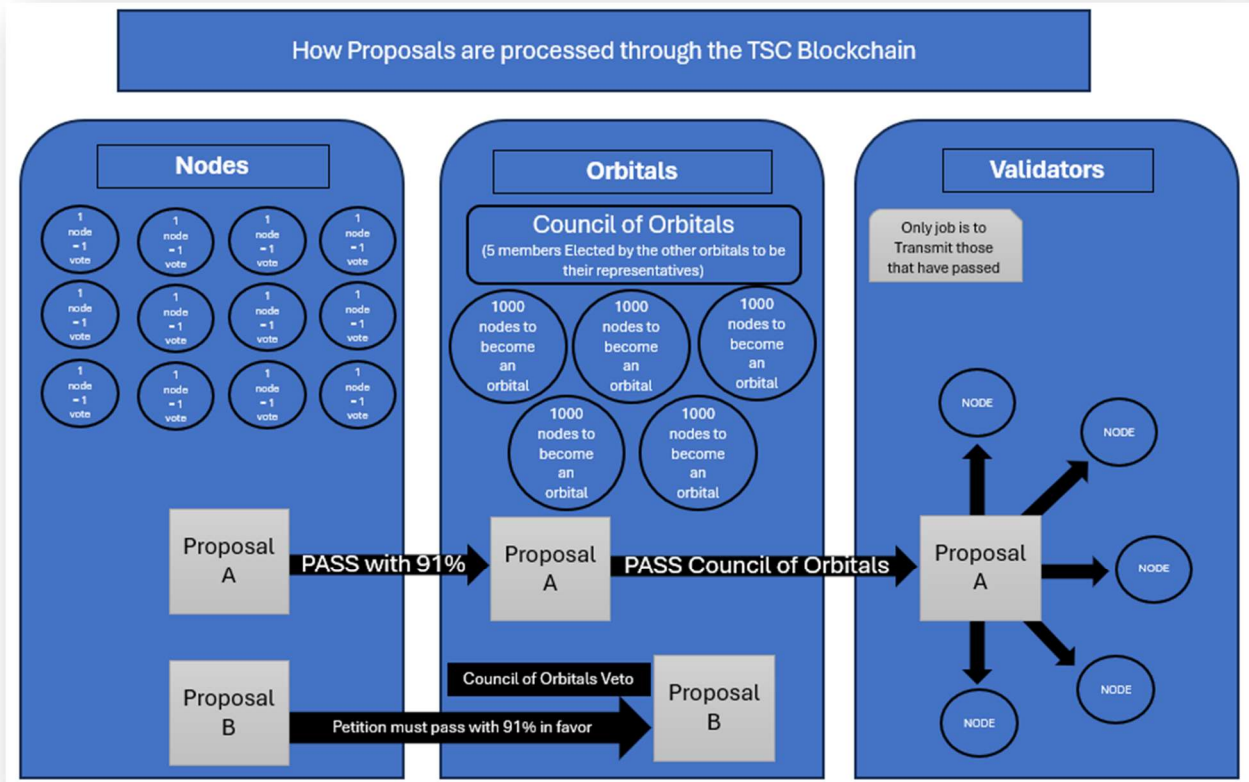 How Proposals are processed through the TSC Blockchain
Nodes
1
node
= 1
vote
1
node
= 1
vote
1
node
= 1
vote
1
node
= 1
vote
1
node
= 1
vote
1
node
= 1
vote
1
node
= 1
vote
1
node
= 1
vote
1
node
= 1
vote
1
node
= 1
vote
1
node
= 1
vote
1
node
= 1
vote
Orbitals
Council of Orbitals
(5 members Elected by the other orbitals to be
their representatives)
1000
nodes to
become
an
orbital
1000
nodes to
become
an
orbital
1000
nodes to
become
an
orbital
1000
nodes to
become
an
orbital
1000
nodes to
become
an
orbital
Validators
Only job is to
Transmit those
that have passed
Proposal
A
PASS with 91%
Proposal
A
PASS Council of Orbitals
Proposal
A
NODE
NODE
NODE
NODE
NODE
Proposal
B
Council of Orbitals Veto
Petition must pass with 91% in favor
Proposal
B